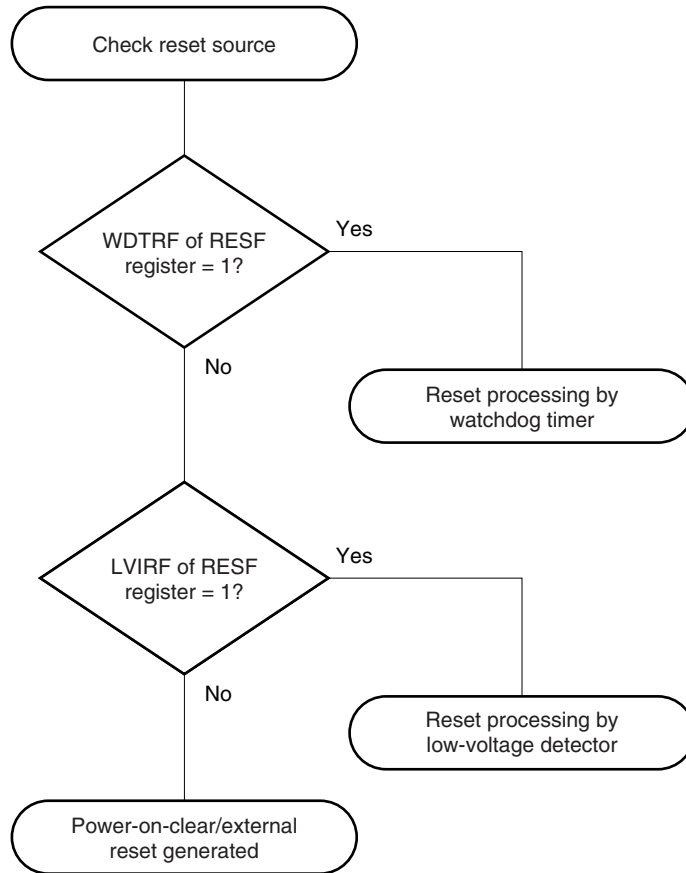 Check reset source
WDTRF of RESF
register = 1?
Yes
No
Reset processing by
watchdog timer
LVIRF of RESF
register = 1?
Yes
No
Reset processing by
low-voltage detector
Power-on-clear/external
reset generated